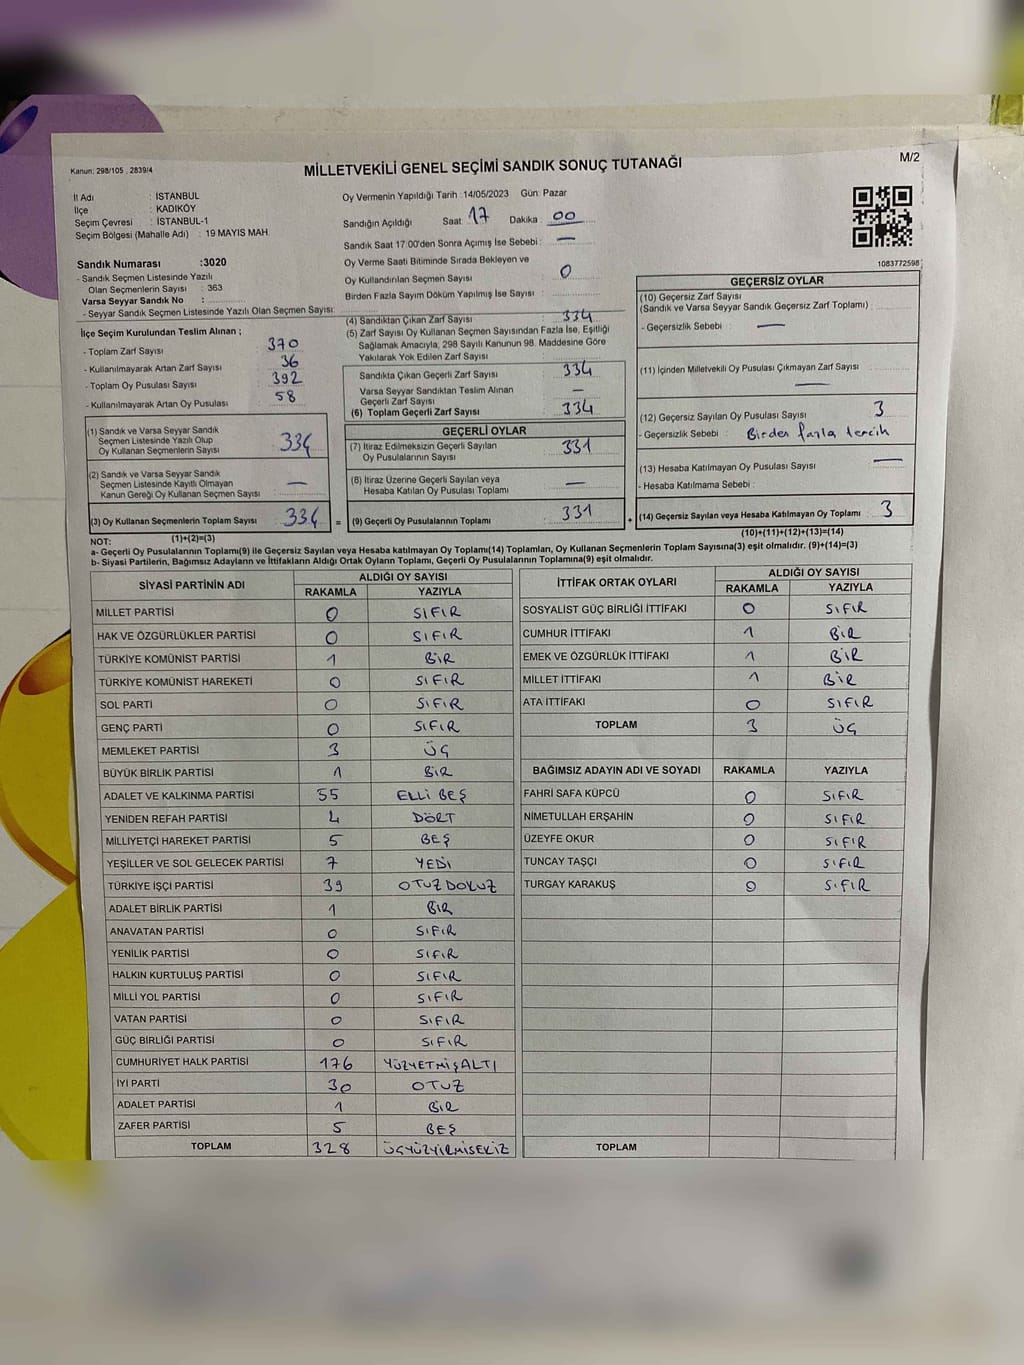 Kanun: 298/105 , 2839/4
MİLLETVEKİLİ GENEL SEÇİMİ SANDIK SONUÇ TUTANAĞI
M/2
İl Adı : İSTANBUL
İlçe : KADIKÖY
Seçim Çevresi : İSTANBUL-1
Seçim Bölgesi (Mahalle Adı) : 19 MAYIS MAH.
Sandık Numarası :3020
- Sandık Seçmen Listesinde Yazılı
Olan Seçmenlerin Sayısı : 363
Varsa Seyyar Sandık No :
- Seyyar Sandık Seçmen Listesinde Yazılı Olan Seçmen Sayısı:
Oy Vermenin Yapıldığı Tarih :14/05/2023 Gün: Pazar
Sandığın Açıldığı Saat: 17 Dakika : 00
Sandık Saat 17:00'den Sonra Açımış İse Sebebi : —
Oy Verme Saati Bitiminde Sırada Bekleyen ve
Oy Kullandırılan Seçmen Sayısı : 0
Birden Fazla Sayım Döküm Yapılmış İse Sayısı :
1083772598
İlçe Seçim Kurulundan Teslim Alınan ;
- Toplam Zarf Sayısı : 370
- Kullanılmayarak Artan Zarf Sayısı : 36
- Toplam Oy Pusulası Sayısı : 392
- Kullanılmayarak Artan Oy Pusulası : 58
(4) Sandıktan Çıkan Zarf Sayısı : 334
(5) Zarf Sayısı Oy Kullanan Seçmen Sayısından Fazla İse, Eşitliği
Sağlamak Amacıyla, 298 Sayılı Kanunun 98. Maddesine Göre
Yakılarak Yok Edilen Zarf Sayısı :
Sandıkta Çıkan Geçerli Zarf Sayısı : 334
Varsa Seyyar Sandıktan Teslim Alınan
Geçerli Zarf Sayısı : —
(6) Toplam Geçerli Zarf Sayısı : 334
GEÇERSİZ OYLAR
(10) Geçersiz Zarf Sayısı
(Sandık ve Varsa Seyyar Sandık Geçersiz Zarf Toplamı) :
- Geçersizlik Sebebi : —
(11) İçinden Milletvekili Oy Pusulası Çıkmayan Zarf Sayısı :
—
(12) Geçersiz Sayılan Oy Pusulası Sayısı : 3
- Geçersizlik Sebebi : Birden fazla tercih
(13) Hesaba Katılmayan Oy Pusulası Sayısı : —
- Hesaba Katılmama Sebebi :
(14) Geçersiz Sayılan veya Hesaba Katılmayan Oy Toplamı : 3
(10)+(11)+(12)+(13)=(14)
(1) Sandık ve Varsa Seyyar Sandık
Seçmen Listesinde Yazılı Olup
Oy Kullanan Seçmenlerin Sayısı : 334
(2) Sandık ve Varsa Seyyar Sandık
Seçmen Listesinde Kayıtlı Olmayan
Kanun Gereği Oy Kullanan Seçmen Sayısı : —
(3) Oy Kullanan Seçmenlerin Toplam Sayısı : 334 =
(1)+(2)=(3)
GEÇERLİ OYLAR
(7) İtiraz Edilmeksizin Geçerli Sayılan
Oy Pusulalarının Sayısı : 331
(8) İtiraz Üzerine Geçerli Sayılan veya
Hesaba Katılan Oy Pusulası Toplamı : —
(9) Geçerli Oy Pusulalarının Toplamı : 331 +
NOT:
a- Geçerli Oy Pusulalarının Toplamı(9) ile Geçersiz Sayılan veya Hesaba katılmayan Oy Toplamı(14) Toplamları, Oy Kullanan Seçmenlerin Toplam Sayısına(3) eşit olmalıdır. (9)+(14)=(3)
b- Siyasi Partilerin, Bağımsız Adayların ve İttifakların Aldığı Ortak Oyların Toplamı, Geçerli Oy Pusulalarının Toplamına(9) eşit olmalıdır.
SİYASİ PARTİNİN ADI ALDIĞI OY SAYISI
RAKAMLA YAZIYLA
MİLLET PARTİSİ 0 SIFIR
HAK VE ÖZGÜRLÜKLER PARTİSİ 0 SIFIR
TÜRKİYE KOMÜNİST PARTİSİ 1 BİR
TÜRKİYE KOMÜNİST HAREKETİ 0 SIFIR
SOL PARTİ 0 SIFIR
GENÇ PARTİ 0 SIFIR
MEMLEKET PARTİSİ 3 ÜÇ
BÜYÜK BİRLİK PARTİSİ 1 BİR
ADALET VE KALKINMA PARTİSİ 55 ELLİ BEŞ
YENİDEN REFAH PARTİSİ 4 DÖRT
MİLLİYETÇİ HAREKET PARTİSİ 5 BEŞ
YEŞİLLER VE SOL GELECEK PARTİSİ 7 YEDİ
TÜRKİYE İŞÇİ PARTİSİ 39 OTUZDOKUZ
ADALET BİRLİK PARTİSİ 1 BİR
ANAVATAN PARTİSİ 0 SIFIR
YENİLİK PARTİSİ 0 SIFIR
HALKIN KURTULUŞ PARTİSİ 0 SIFIR
MİLLİ YOL PARTİSİ 0 SIFIR
VATAN PARTİSİ 0 SIFIR
GÜÇ BİRLİĞİ PARTİSİ 0 SIFIR
CUMHURİYET HALK PARTİSİ 176 YÜZYETMİŞALTI
İYİ PARTİ 30 OTUZ
ADALET PARTİSİ 1 BİR
ZAFER PARTİSİ 5 BEŞ
TOPLAM 328 ÜÇYÜZYİRMİSEKİZ
İTTİFAK ORTAK OYLARI ALDIĞI OY SAYISI
RAKAMLA YAZIYLA
SOSYALİST GÜÇ BİRLİĞİ İTTİFAKI 0 SIFIR
CUMHUR İTTİFAKI 1 BİR
EMEK VE ÖZGÜRLÜK İTTİFAKI 1 BİR
MİLLET İTTİFAKI 1 BİR
ATA İTTİFAKI 0 SIFIR
TOPLAM 3 ÜÇ
BAĞIMSIZ ADAYIN ADI VE SOYADI RAKAMLA YAZIYLA
FAHRİ SAFA KÜPCÜ 0 SIFIR
NİMETULLAH ERŞAHİN 0 SIFIR
ÜZEYFE OKUR 0 SIFIR
TUNCAY TAŞÇI 0 SIFIR
TURGAY KARAKUŞ 0 SIFIR
TOPLAM